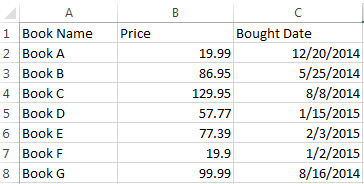 A B C
1 Book Name Price Bought Date
2 Book A 19.99 12/20/2014
3 Book B 86.95 5/25/2014
4 Book C 129.95 8/8/2014
5 Book D 57.77 1/15/2015
6 Book E 77.39 2/3/2015
7 Book F 19.9 1/2/2015
8 Book G 99.99 8/16/2014